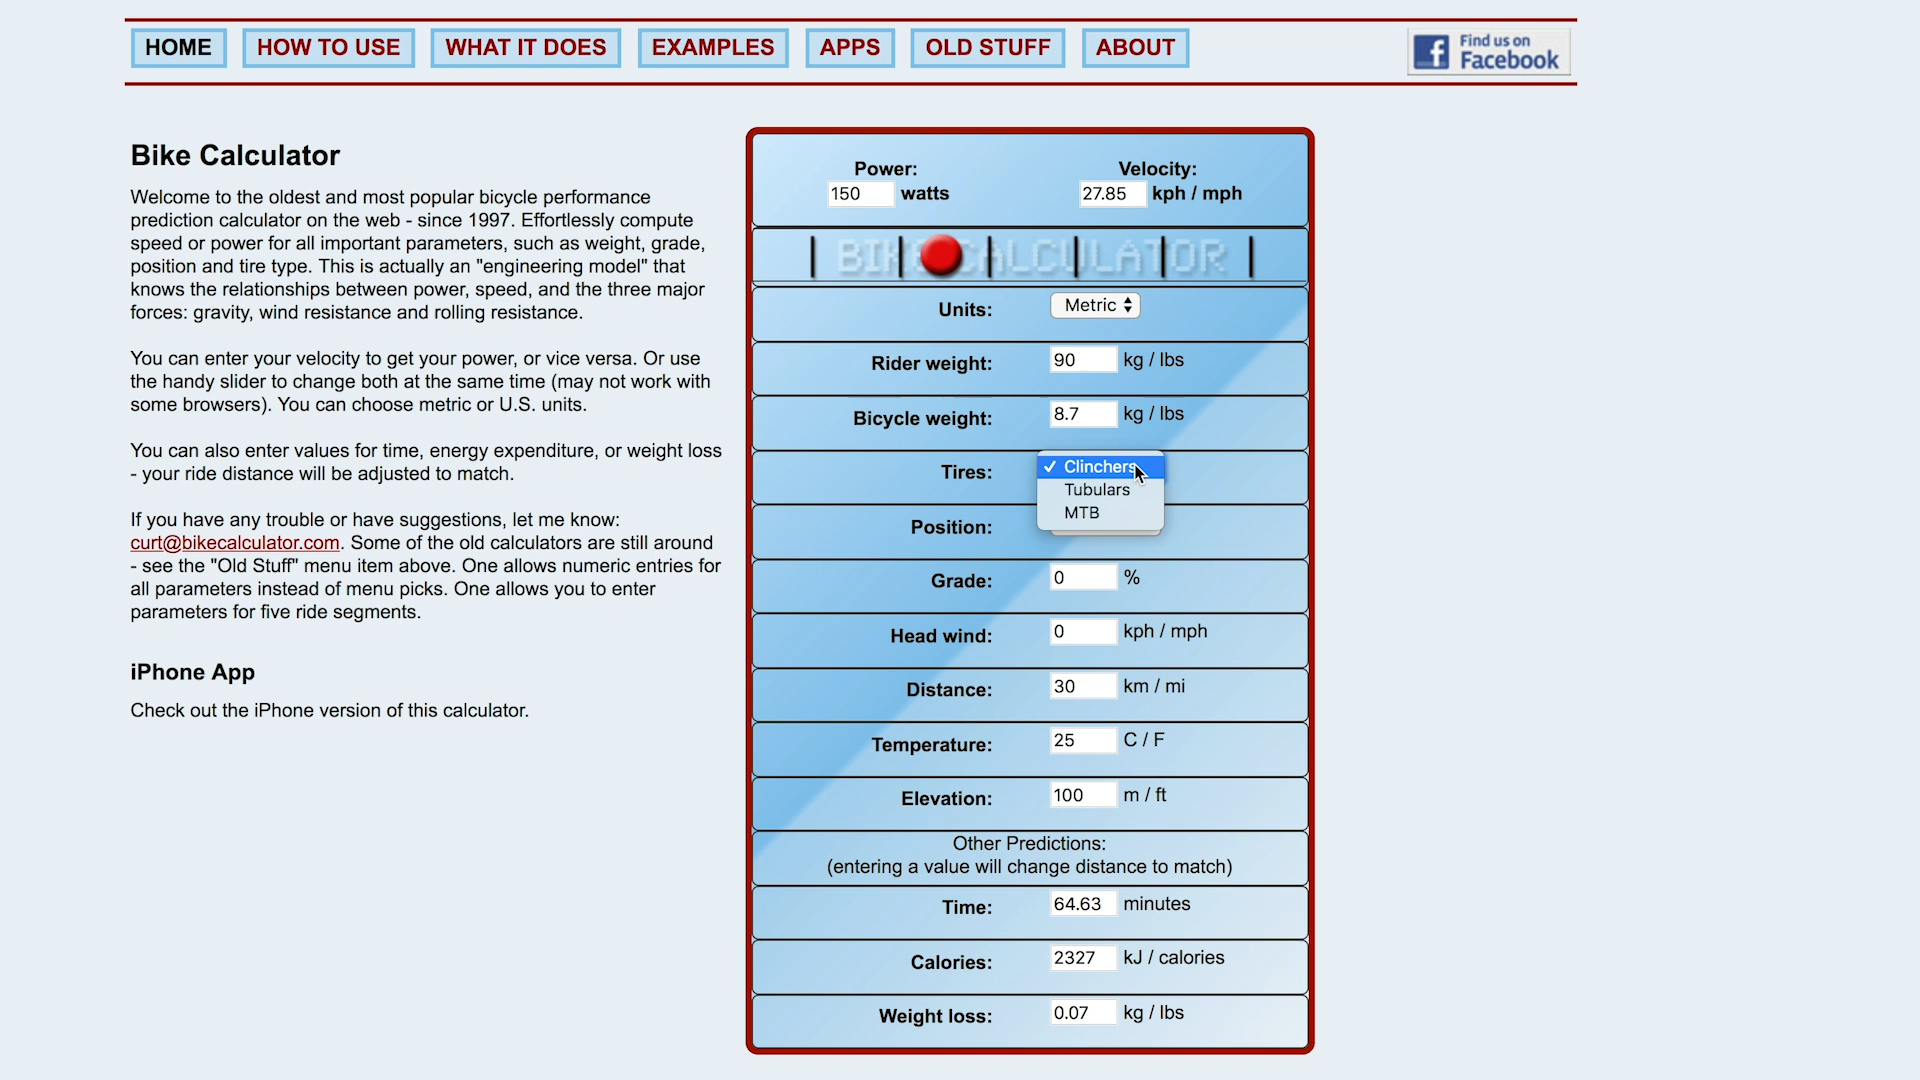 HOME
HOW TO USE
WHAT IT DOES
EXAMPLES
APPS
OLD STUFF
ABOUT
Find us on
Facebook
Bike Calculator
Welcome to the oldest and most popular bicycle performance
prediction calculator on the web - since 1997. Effortlessly compute
speed or power for all important parameters, such as weight, grade,
position and tire type. This is actually an "engineering model" that
knows the relationships between power, speed, and the three major
forces: gravity, wind resistance and rolling resistance.
You can enter your velocity to get your power, or vice versa. Or use
the handy slider to change both at the same time (may not work with
some browsers). You can choose metric or U.S. units.
You can also enter values for time, energy expenditure, or weight loss
- your ride distance will be adjusted to match.
If you have any trouble or have suggestions, let me know:
curt@bikecalculator.com. Some of the old calculators are still around
- see the "Old Stuff" menu item above. One allows numeric entries for
all parameters instead of menu picks. One allows you to enter
parameters for five ride segments.
iPhone App
Check out the iPhone version of this calculator.
Power:
150 watts
Velocity:
27.85 kph / mph
BIKECALCULATOR
Units: Metric
Rider weight: 90 kg / lbs
Bicycle weight: 8.7 kg / lbs
Tires: ✓ Clinchers
Tubulars
MTB
Position:
Grade: 0 %
Head wind: 0 kph / mph
Distance: 30 km / mi
Temperature: 25 C / F
Elevation: 100 m / ft
Other Predictions:
(entering a value will change distance to match)
Time: 64.63 minutes
Calories: 2327 kJ / calories
Weight loss: 0.07 kg / lbs